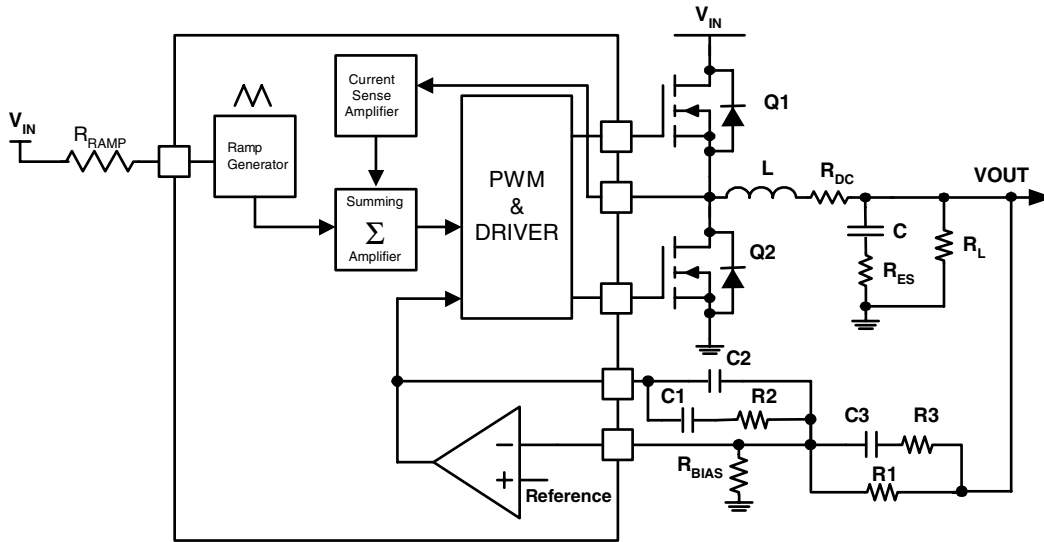 V_IN
R_RAMP
Ramp
Generator
Current
Sense
Amplifier
Summing
Σ
Amplifier
PWM
&
DRIVER
V_IN
Q1
Q2
L
R_DC
VOUT
C
R_ES
R_L
C2
C1
R2
C3
R3
R_BIAS
R1
−
+
Reference